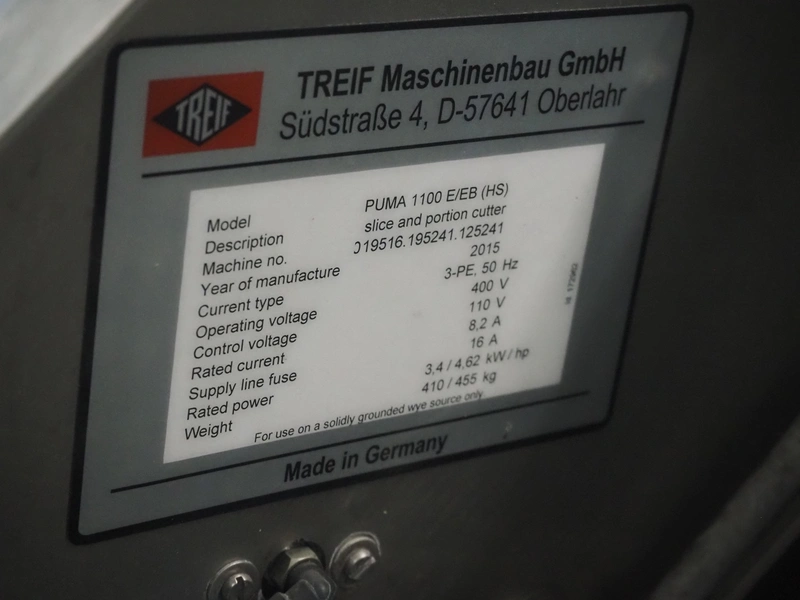 TREIF
TREIF Maschinenbau GmbH
Südstraße 4, D-57641 Oberlahr
Model PUMA 1100 E/EB (HS)
Description slice and portion cutter
Machine no. 019516.195241.125241
Year of manufacture 2015
Current type 3-PE, 50 Hz
Operating voltage 400 V
Control voltage 110 V
Rated current 8,2 A
Supply line fuse 16 A
Rated power 3,4 / 4,62 kW / hp
Weight 410 / 455 kg
For use on a solidly grounded wye source only
Made in Germany